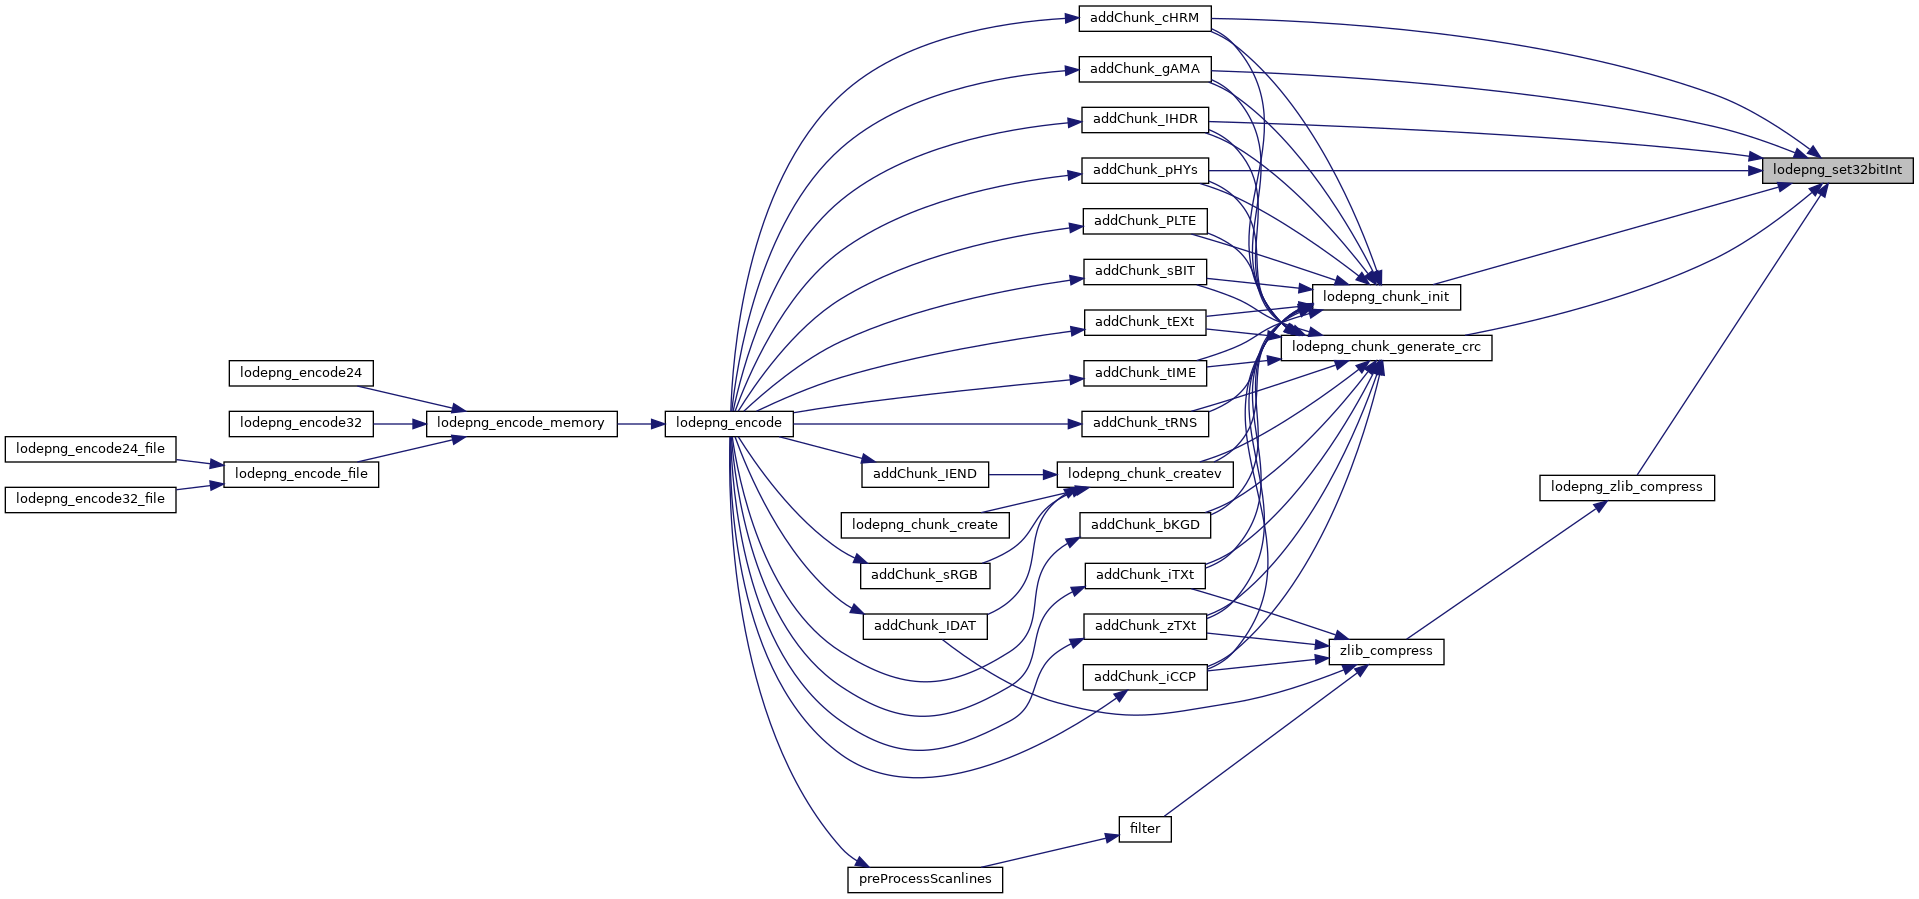 addChunk_cHRM
addChunk_gAMA
addChunk_IHDR
addChunk_pHYs
lodepng_set32bitInt
addChunk_PLTE
addChunk_sBIT
lodepng_chunk_init
addChunk_tEXt
lodepng_chunk_generate_crc
lodepng_encode24
addChunk_tIME
lodepng_encode32
lodepng_encode_memory
lodepng_encode
addChunk_tRNS
lodepng_encode24_file
lodepng_encode_file
addChunk_IEND
lodepng_chunk_createv
lodepng_zlib_compress
lodepng_encode32_file
lodepng_chunk_create
addChunk_bKGD
addChunk_sRGB
addChunk_iTXt
addChunk_IDAT
addChunk_zTXt
zlib_compress
addChunk_iCCP
filter
preProcessScanlines